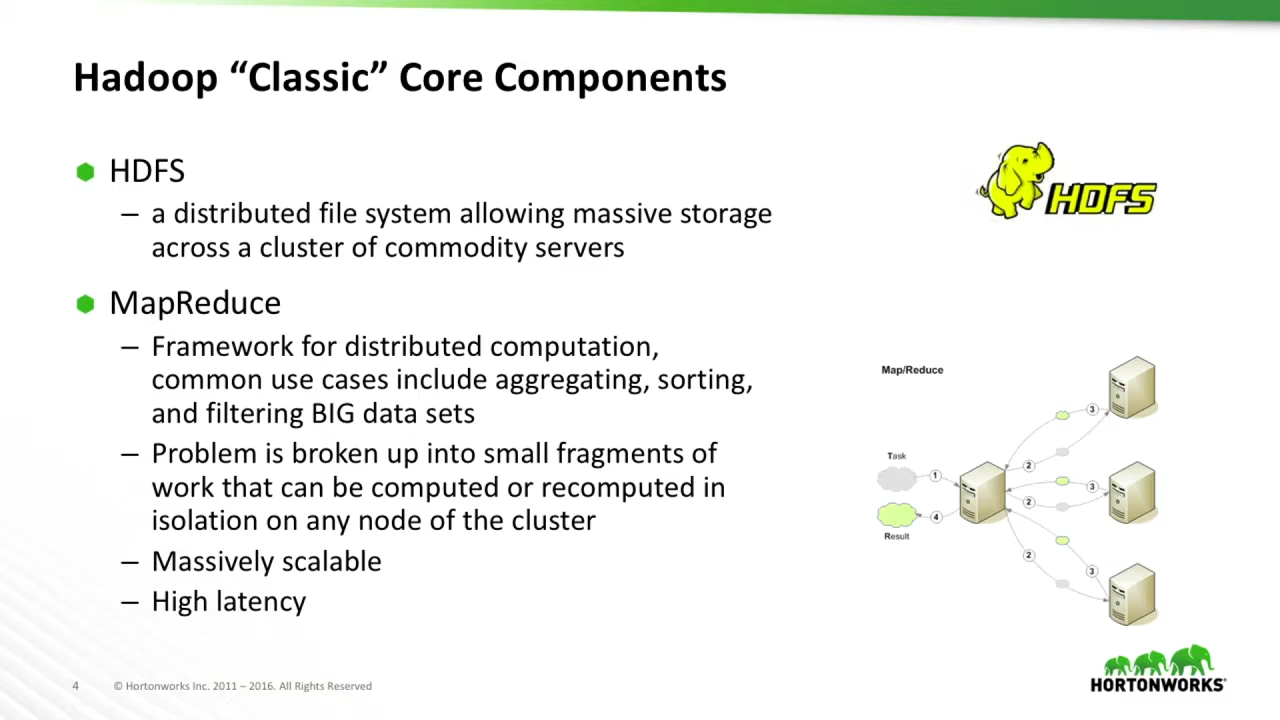 Hadoop “Classic” Core Components
HDFS
– a distributed file system allowing massive storage
across a cluster of commodity servers
MapReduce
– Framework for distributed computation,
common use cases include aggregating, sorting,
and filtering BIG data sets
– Problem is broken up into small fragments of
work that can be computed or recomputed in
isolation on any node of the cluster
– Massively scalable
– High latency
HDFS
Map/Reduce
Task
Result
1
4
2
2
2
3
3
3
4 © Hortonworks Inc. 2011 – 2016. All Rights Reserved
HORTONWORKS®